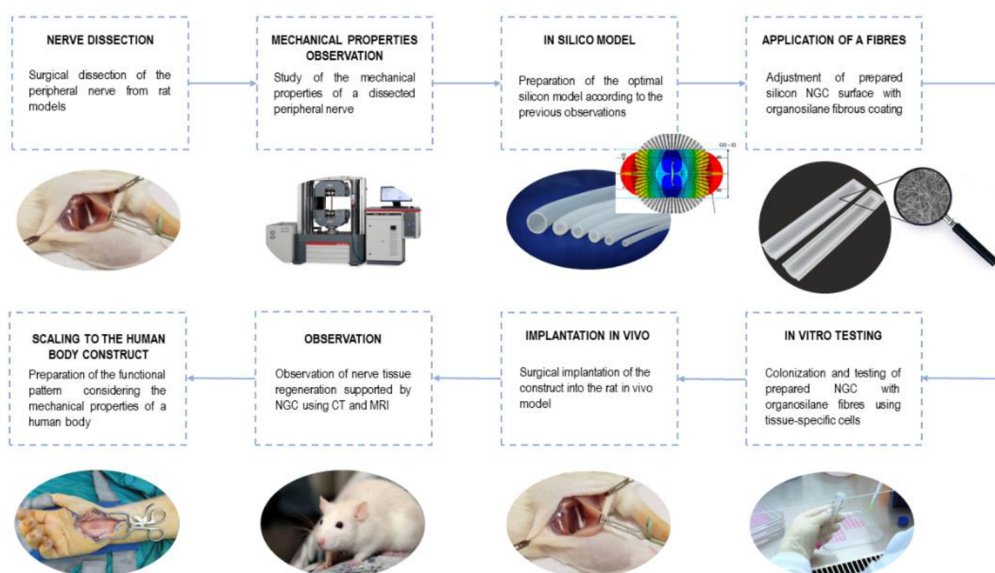 NERVE DISSECTION
Surgical dissection of the
peripheral nerve from rat
models
MECHANICAL PROPERTIES
OBSERVATION
Study of the mechanical
properties of a dissected
peripheral nerve
IN SILICO MODEL
Preparation of the optimal
silicon model according to the
previous observations
APPLICATION OF A FIBRES
Adjustment of prepared
silicon NGC surface with
organosilane fibrous coating
SCALING TO THE HUMAN
BODY CONSTRUCT
Preparation of the functional
pattern considering the
mechanical properties of a
human body
OBSERVATION
Observation of nerve tissue
regeneration supported by
NGC using CT and MRI
IMPLANTATION IN VIVO
Surgical implantation of the
construct into the rat in vivo
model
IN VITRO TESTING
Colonization and testing of
prepared NGC with
organosilane fibres using
tissue-specific cells